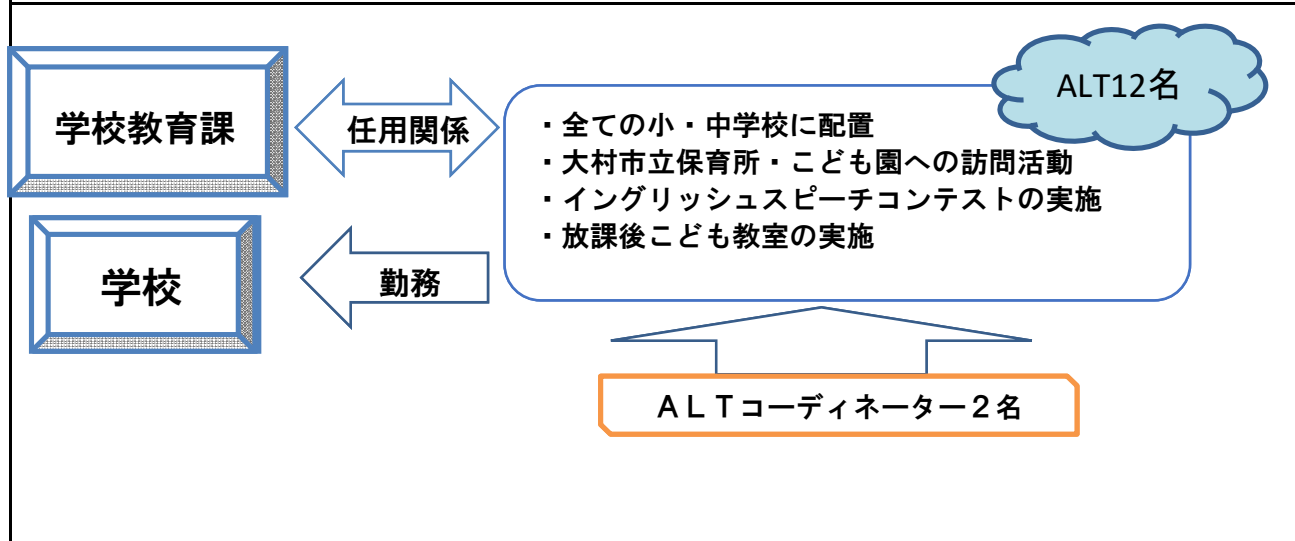 ALT12名
学校教育課
任用関係
・全ての小・中学校に配置
・大村市立保育所・こども園への訪問活動
・イングリッシュスピーチコンテストの実施
・放課後こども教室の実施
学校
勤務
ＡＬＴコーディネーター２名